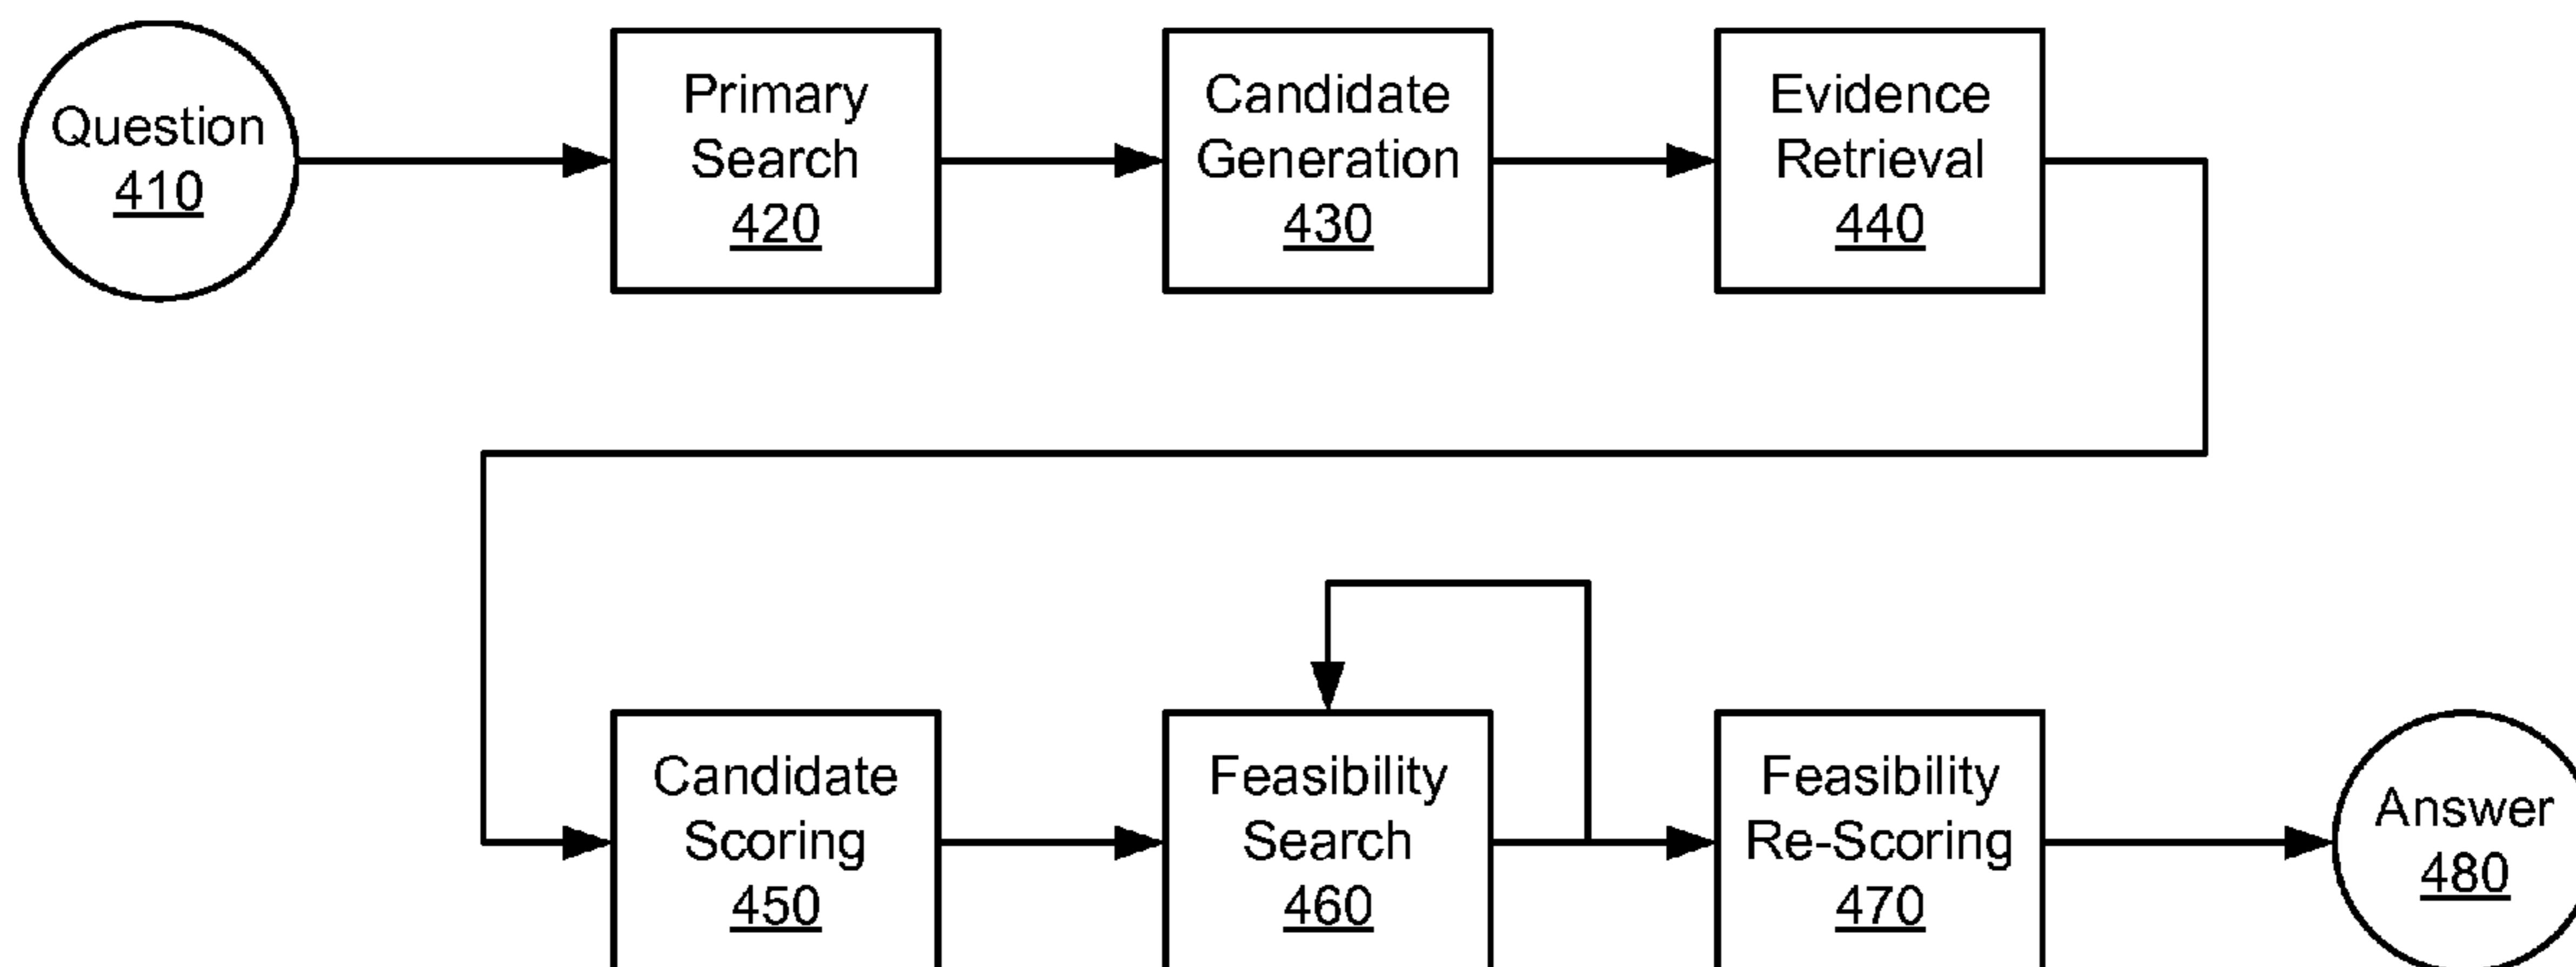 Question
410
Primary
Search
420
Candidate
Generation
430
Evidence
Retrieval
440
Candidate
Scoring
450
Feasibility
Search
460
Feasibility
Re-Scoring
470
Answer
480